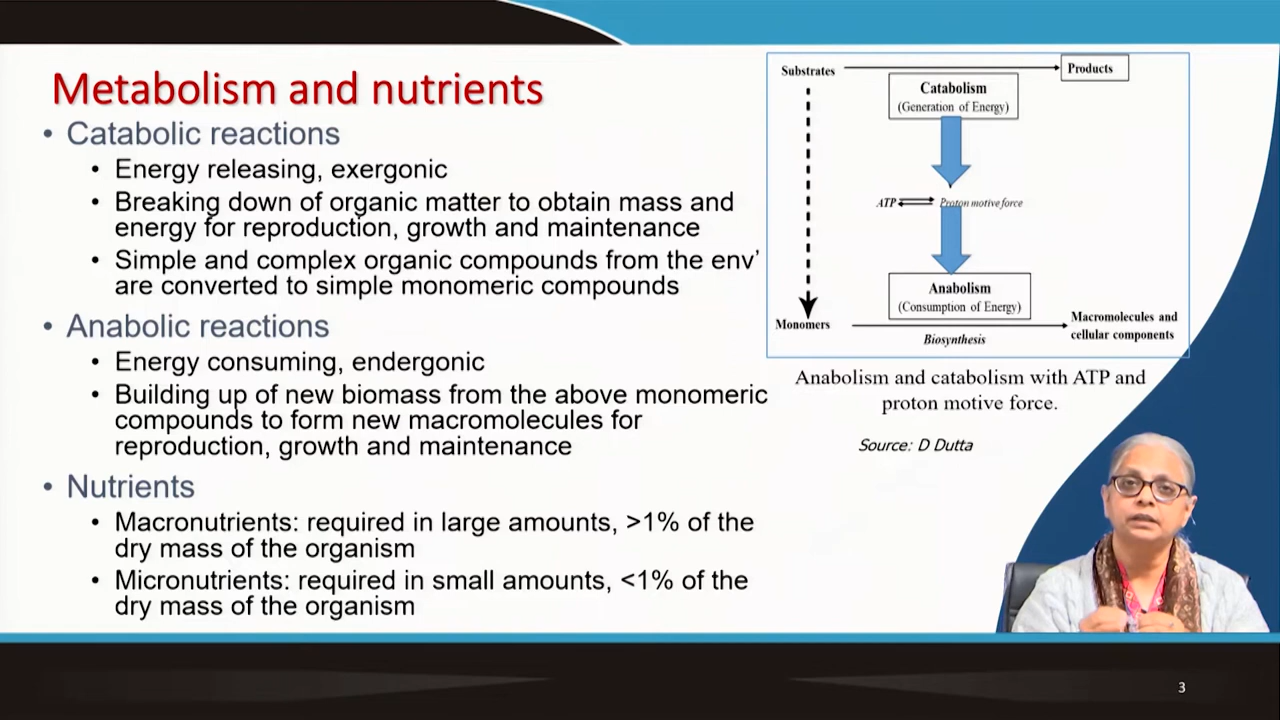 Metabolism and nutrients
• Catabolic reactions
• Energy releasing, exergonic
• Breaking down of organic matter to obtain mass and
energy for reproduction, growth and maintenance
• Simple and complex organic compounds from the env’
are converted to simple monomeric compounds
• Anabolic reactions
• Energy consuming, endergonic
• Building up of new biomass from the above monomeric
compounds to form new macromolecules for
reproduction, growth and maintenance
• Nutrients
• Macronutrients: required in large amounts, >1% of the
dry mass of the organism
• Micronutrients: required in small amounts, <1% of the
dry mass of the organism
Substrates
Products
Catabolism
(Generation of Energy)
ATP
Proton motive force
Anabolism
(Consumption of Energy)
Monomers
Biosynthesis
Macromolecules and
cellular components
Anabolism and catabolism with ATP and
proton motive force.
Source: D Dutta
3